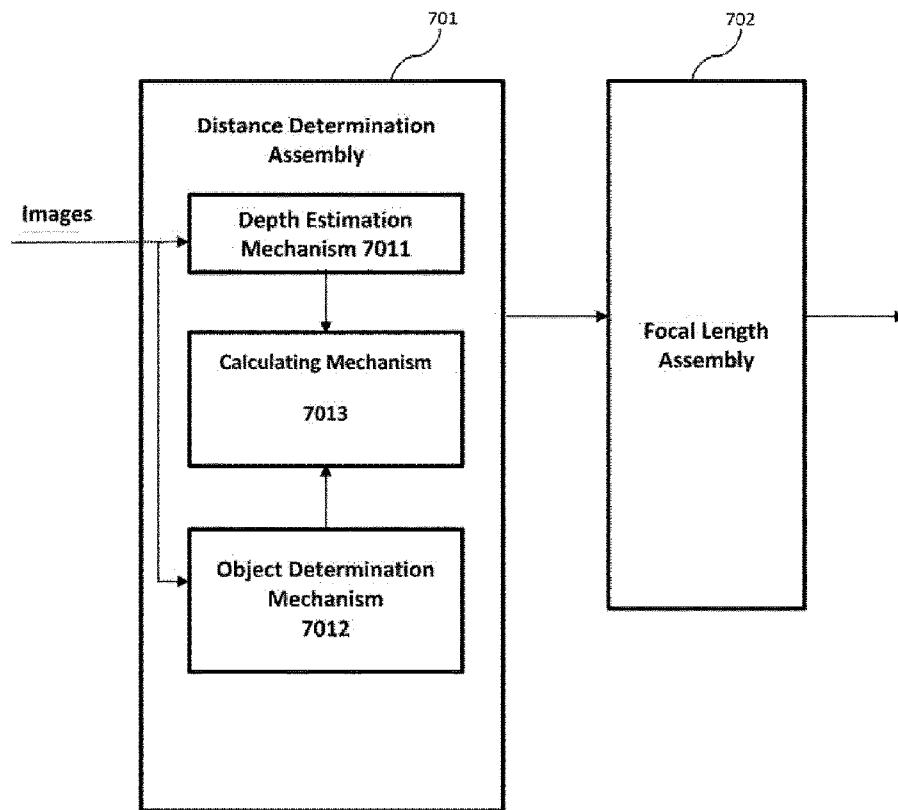 701
702
Distance Determination
Assembly
Images
Depth Estimation
Mechanism 7011
Calculating Mechanism
7013
Focal Length
Assembly
Object Determination
Mechanism
7012